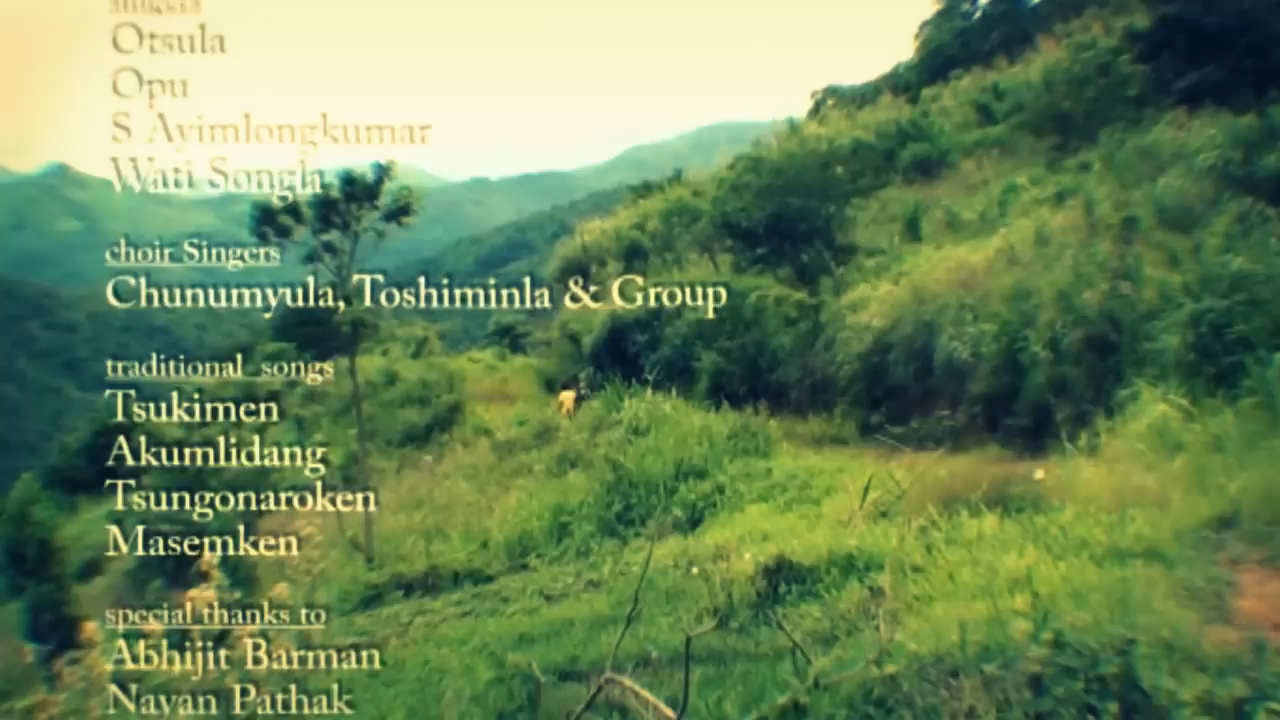 singers
Otsula
Opu
S Ayimlongkumar
Wati Songla
choir Singers
Chunumyula, Toshiminla & Group
traditional songs
Tsukimen
Akumlidang
Tsungonaroken
Masemken
special thanks to
Abhijit Barman
Nayan Pathak